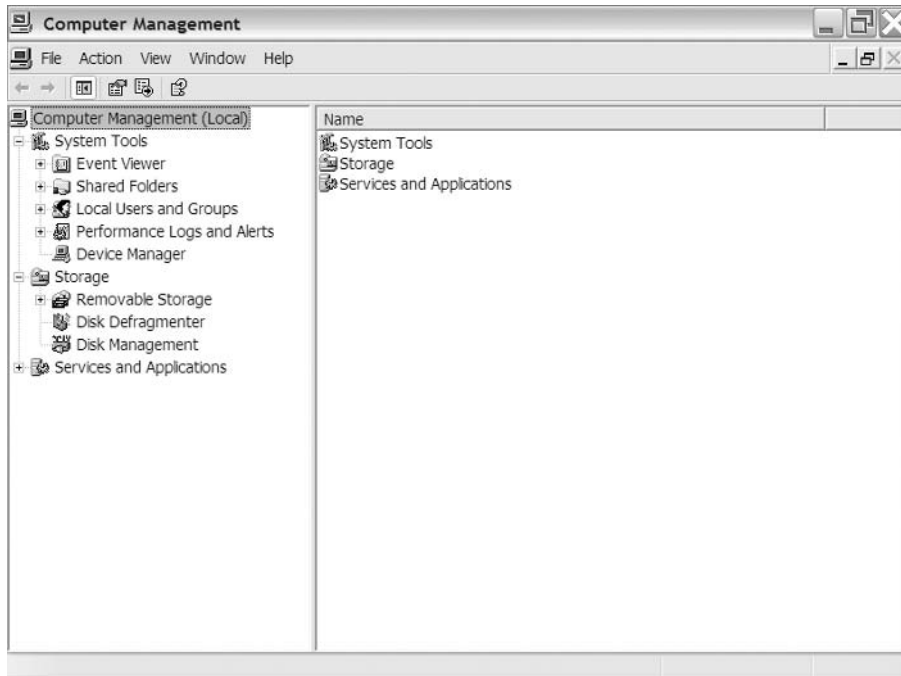 Computer Management
File Action View Window Help
Computer Management (Local)
System Tools
Event Viewer
Shared Folders
Local Users and Groups
Performance Logs and Alerts
Device Manager
Storage
Removable Storage
Disk Defragmenter
Disk Management
Services and Applications
Name
System Tools
Storage
Services and Applications